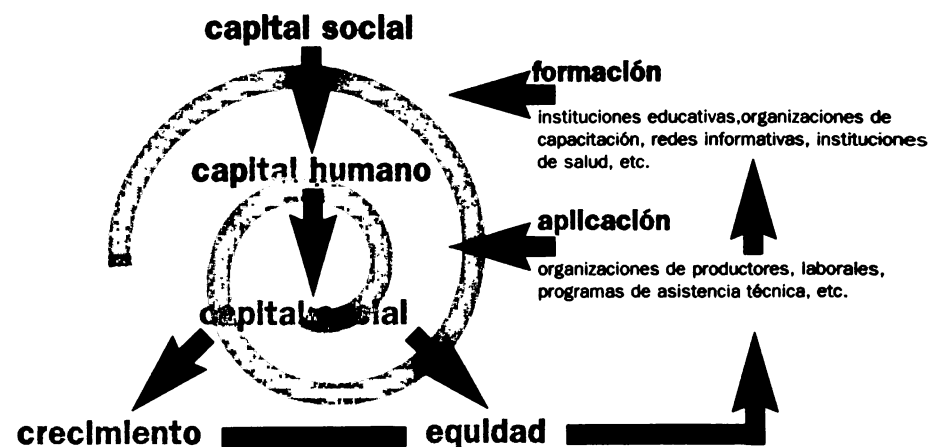 capital social
formación
instituciones educativas,organizaciones de
capacitación, redes informativas, instituciones
de salud, etc.
capital humano
aplicación
organizaciones de productores, laborales,
programas de asistencia técnica, etc.
capital social
crecimiento
equidad